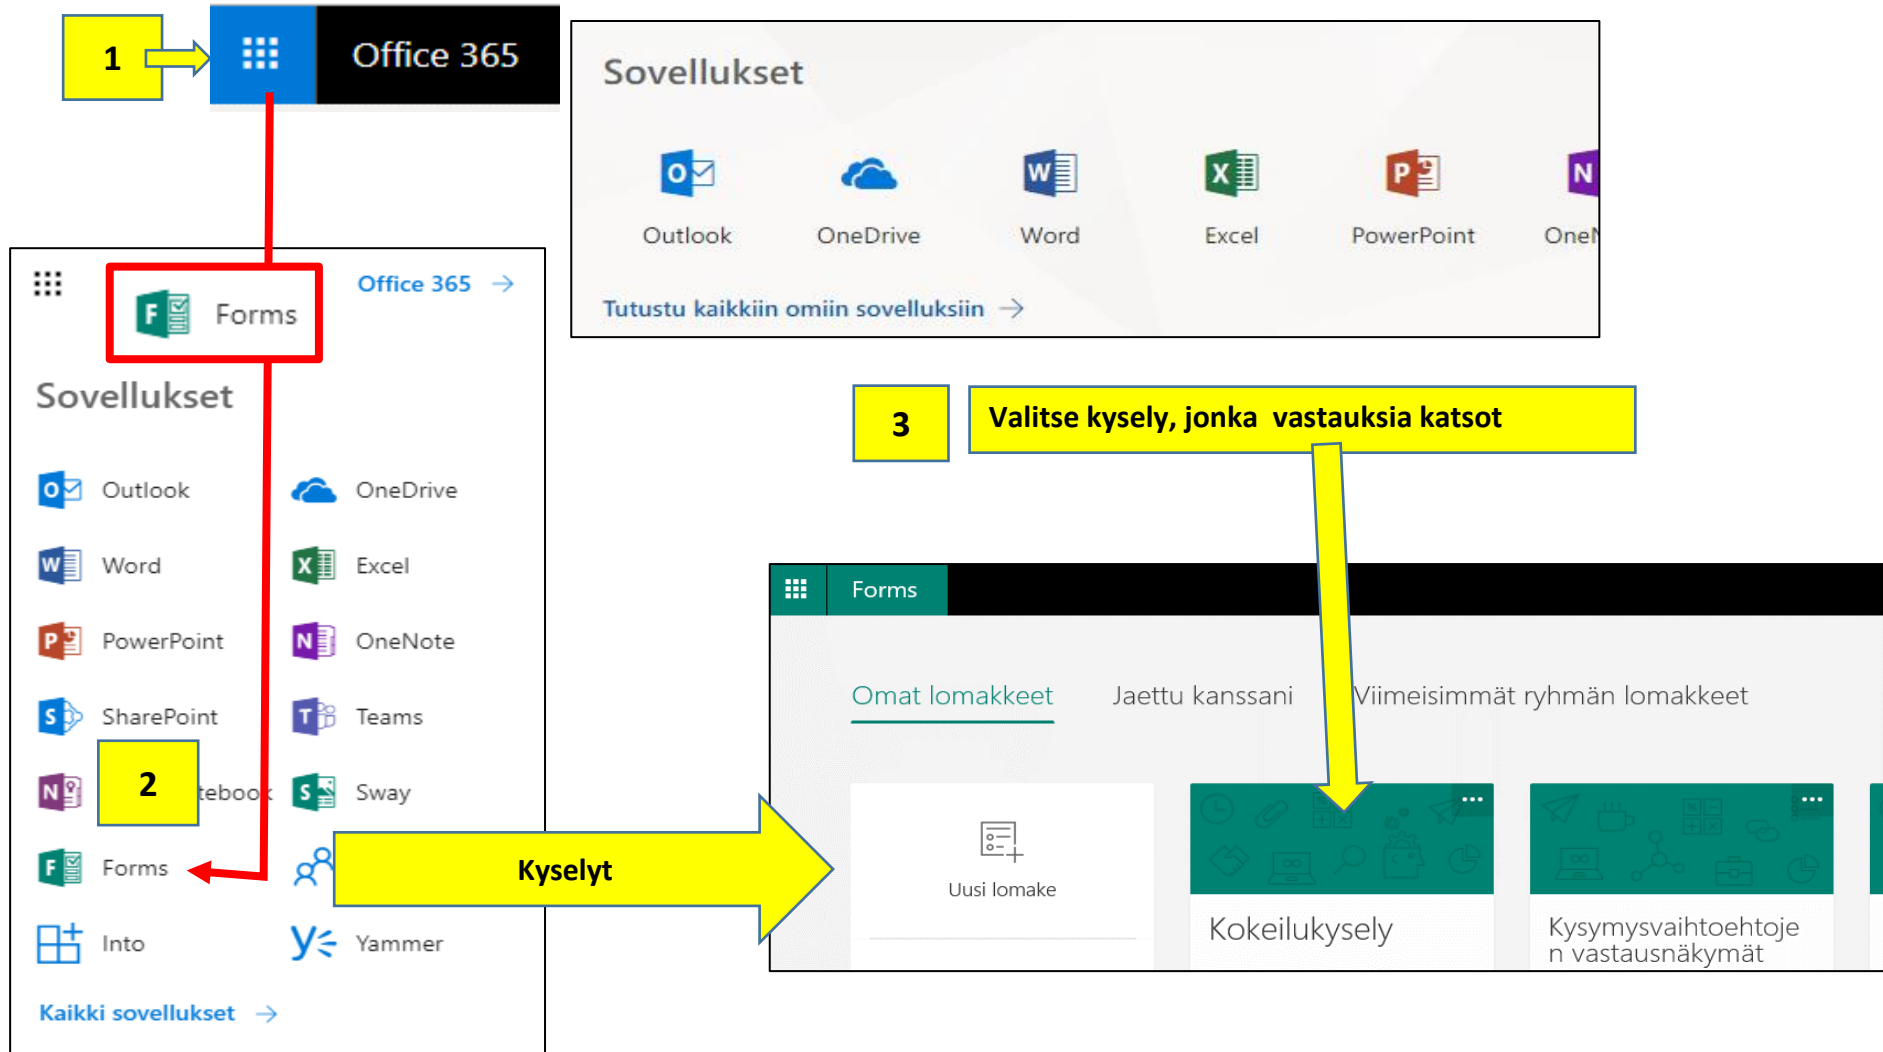 1
Office 365
Sovellukset
Outlook
OneDrive
Word
Excel
PowerPoint
Tutustu kaikkiin omiin sovelluksiin →
Forms
Office 365 →
Sovellukset
Outlook
OneDrive
Word
Excel
PowerPoint
OneNote
SharePoint
Teams
2
tebook
Sway
Forms
Into
Yammer
Kaikki sovellukset →
Kyselyt
3
Valitse kysely, jonka vastauksia katsot
Forms
Omat lomakkeet
Jaettu kanssani
Viimeisimmät ryhmän lomakkeet
Uusi lomake
Kokeilukysely
Kysymysvaihtoehtoje
n vastausnäkymät